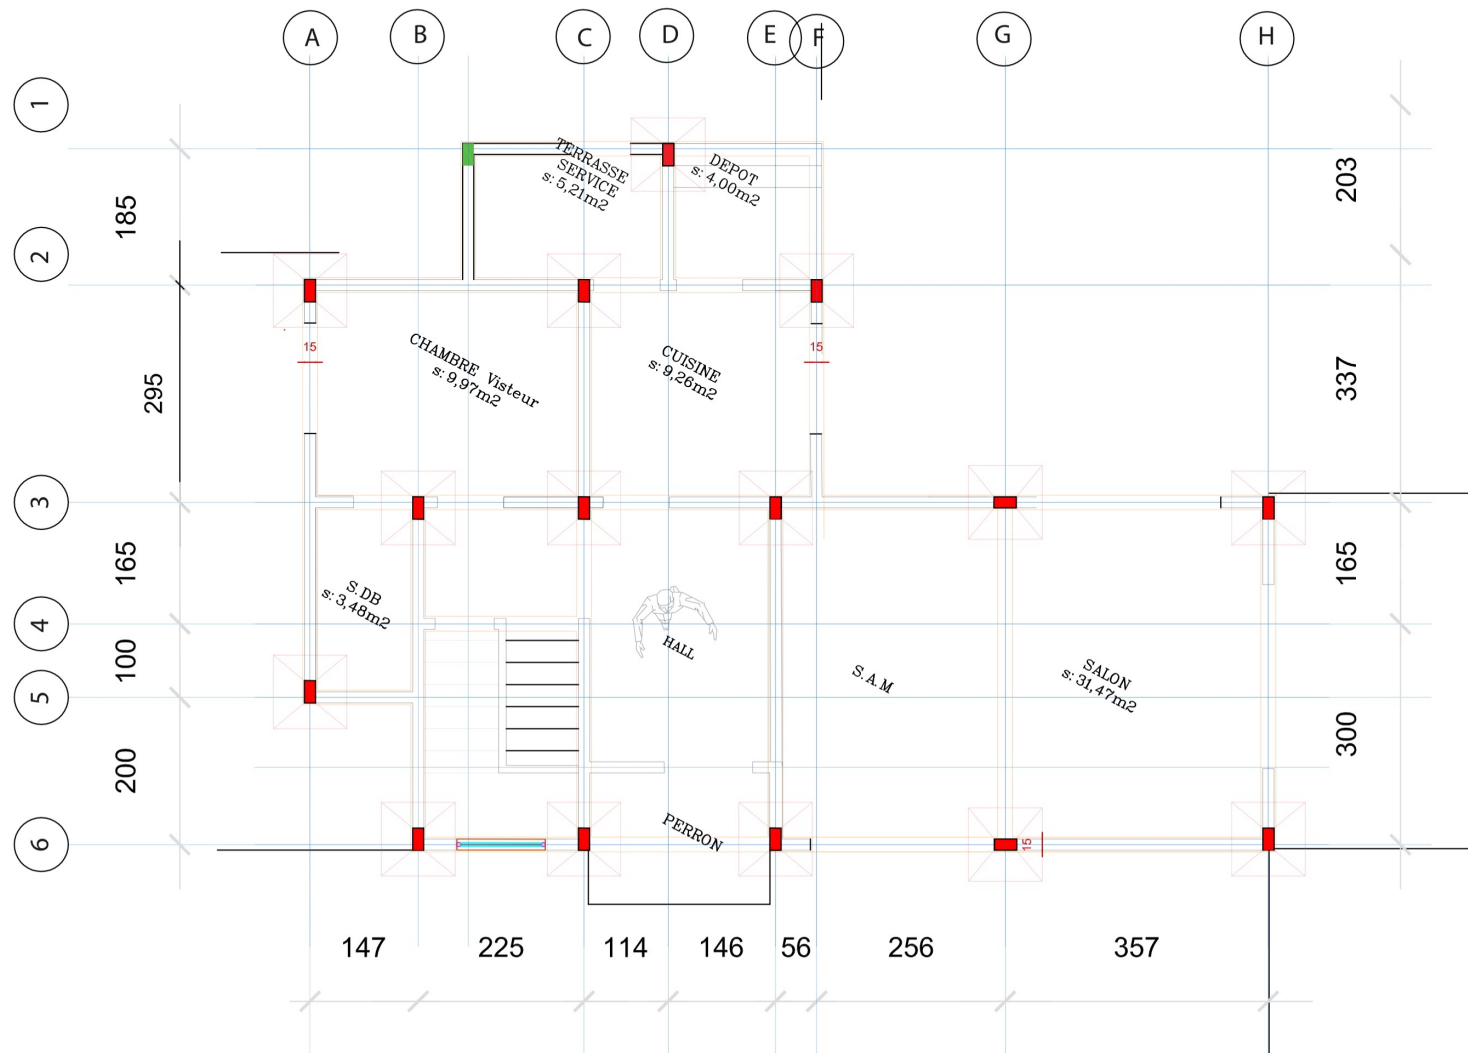 A B C D E F G H
1
2
3
4
5
6
185
295
165
100
200
203
337
165
300
TERRASSE
SERVICE
s: 5,21m2
DEPOT
s: 4,00m2
15
15
CHAMBRE Visteur
s: 9,97m2
CUISINE
s: 9,26m2
S.DB
s: 3,48m2
HALL
S.A.M
SALON
s: 31,47m2
PERRON
15
147 225 114 146 56 256 357